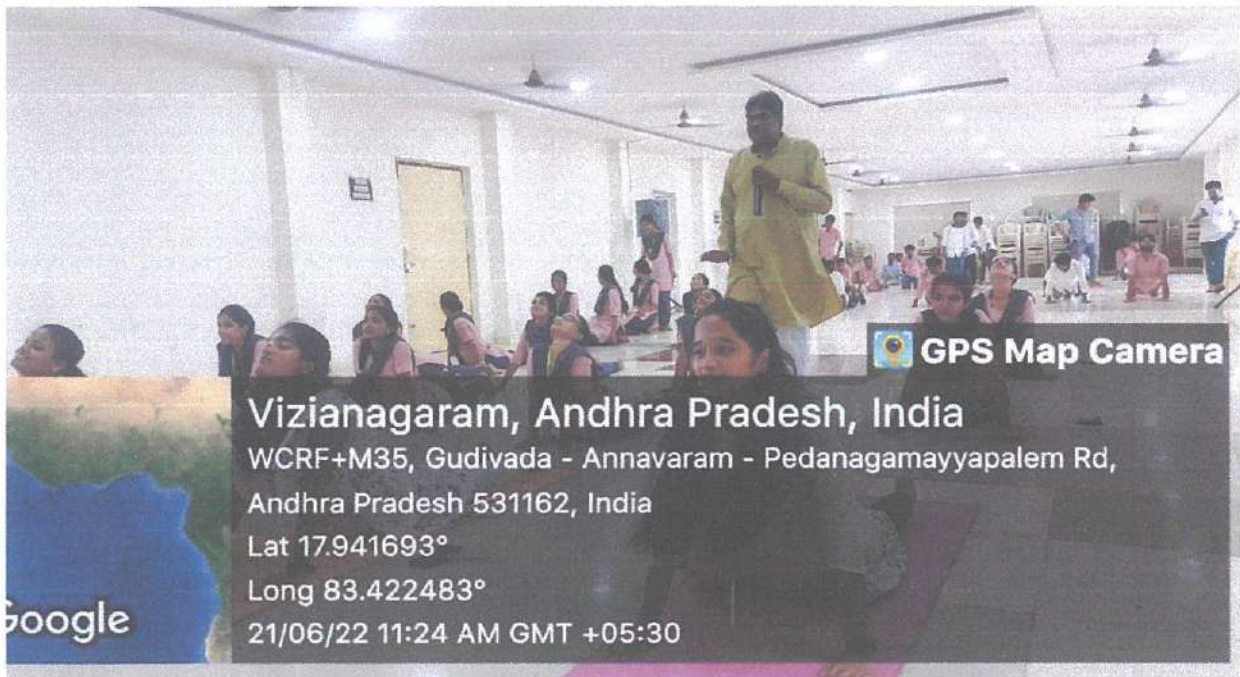 GPS Map Camera
Vizianagaram, Andhra Pradesh, India
WCRF+M35, Gudivada - Annavaram - Pedanagamayyapalem Rd,
Andhra Pradesh 531162, India
Lat 17.941693°
Long 83.422483°
21/06/22 11:24 AM GMT +05:30
Google